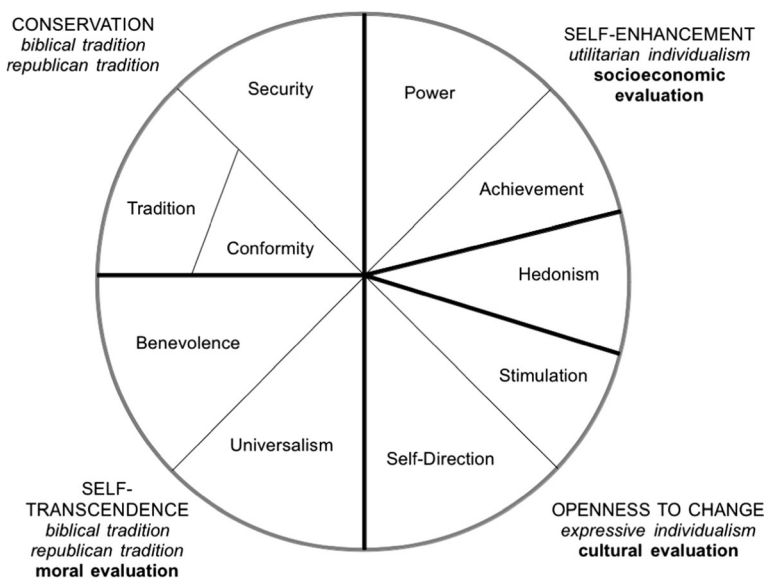 CONSERVATION
biblical tradition
republican tradition
SELF-ENHANCEMENT
utilitarian individualism
socioeconomic
evaluation
Security
Power
Achievement
Tradition
Conformity
Hedonism
Benevolence
Stimulation
Universalism
Self-Direction
SELF-
TRANSCENDENCE
biblical tradition
republican tradition
moral evaluation
OPENNESS TO CHANGE
expressive individualism
cultural evaluation